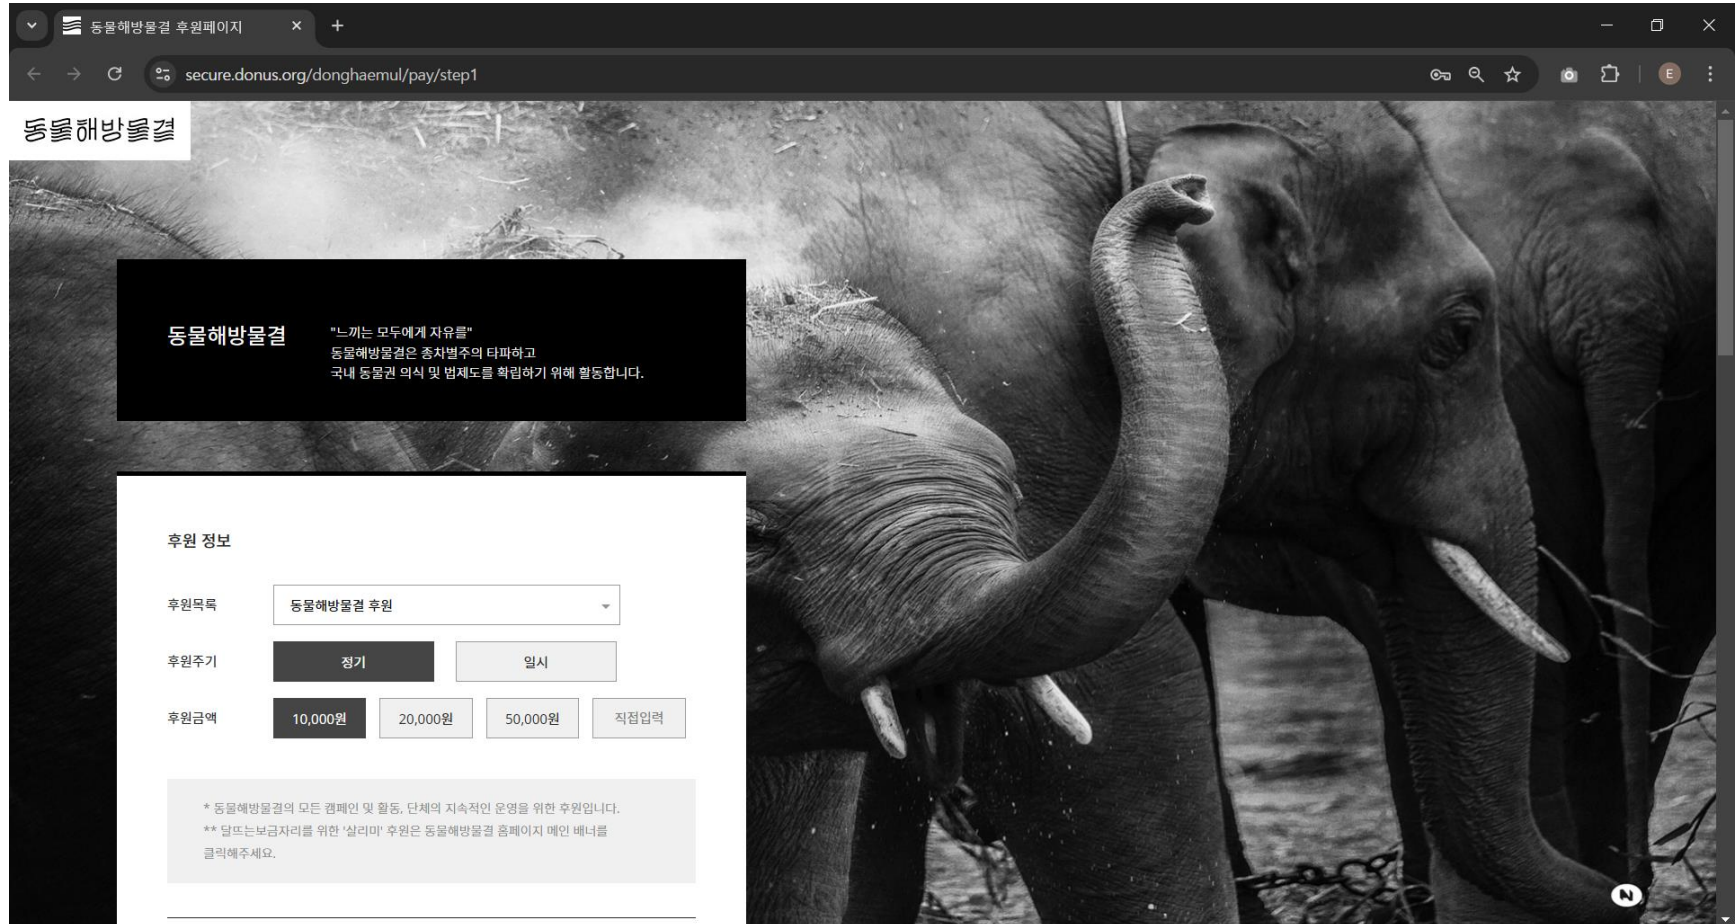 동물해방물결 후원페이지
secure.donus.org/donghaemul/pay/step1
E
동물해방물결
동물해방물결
"느끼는 모두에게 자유를"
동물해방물결은 종차별주의 타파하고
국내 동물권 의식 및 법제도를 확립하기 위해 활동합니다.
후원 정보
후원목록
동물해방물결 후원
후원주기
정기
일시
후원금액
10,000원
20,000원
50,000원
직접입력
* 동물해방물결의 모든 캠페인 및 활동, 단체의 지속적인 운영을 위한 후원입니다.
** 달뜨는보금자리를 위한 '살리미' 후원은 동물해방물결 홈페이지 메인 배너를
클릭해주세요.
N